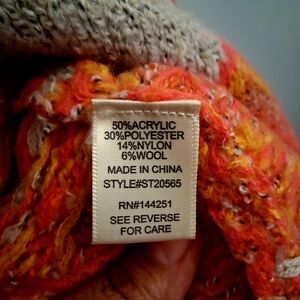 50%ACRYLIC
30%POLYESTER
14%NYLON
6%WOOL
MADE IN CHINA
STYLE#ST20565
RN#144251
SEE REVERSE
FOR CARE